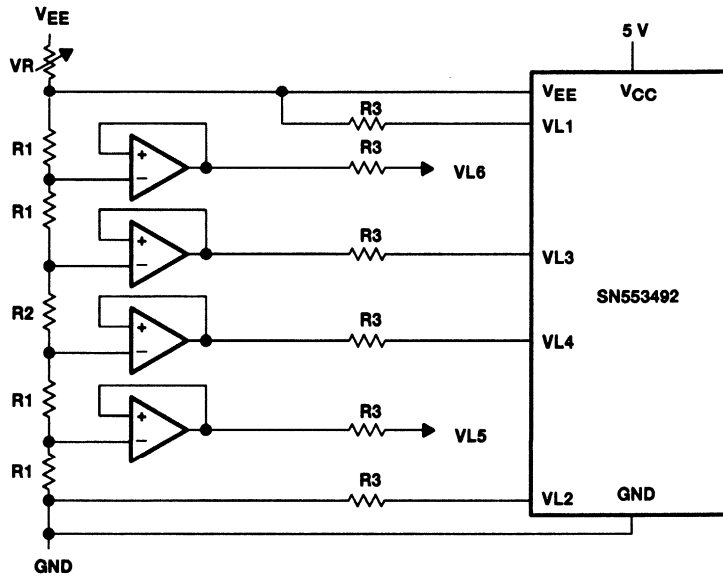 VEE
VR
5 V
VEE
VCC
R3
VL1
R1
+
−
R3
VL6
R1
+
−
R3
VL3
SN553492
R2
+
−
R3
VL4
R1
+
−
R3
VL5
R1
R3
VL2
GND
GND